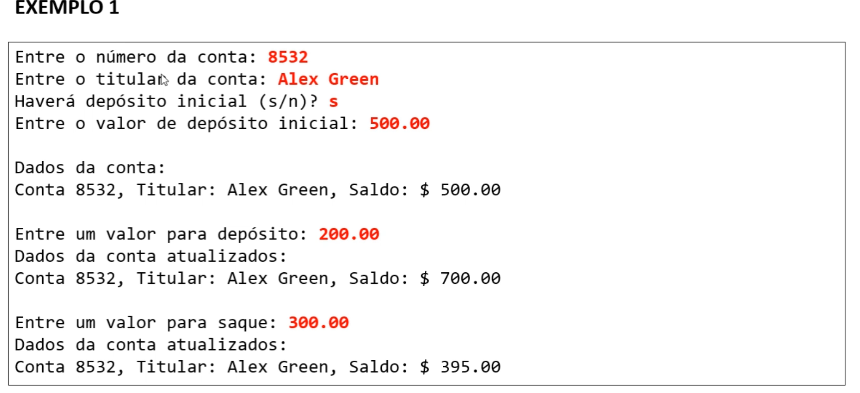 EXEMPLO 1
Entre o número da conta: 8532
Entre o titular da conta: Alex Green
Haverá depósito inicial (s/n)? s
Entre o valor de depósito inicial: 500.00
Dados da conta:
Conta 8532, Titular: Alex Green, Saldo: $ 500.00
Entre um valor para depósito: 200.00
Dados da conta atualizados:
Conta 8532, Titular: Alex Green, Saldo: $ 700.00
Entre um valor para saque: 300.00
Dados da conta atualizados:
Conta 8532, Titular: Alex Green, Saldo: $ 395.00